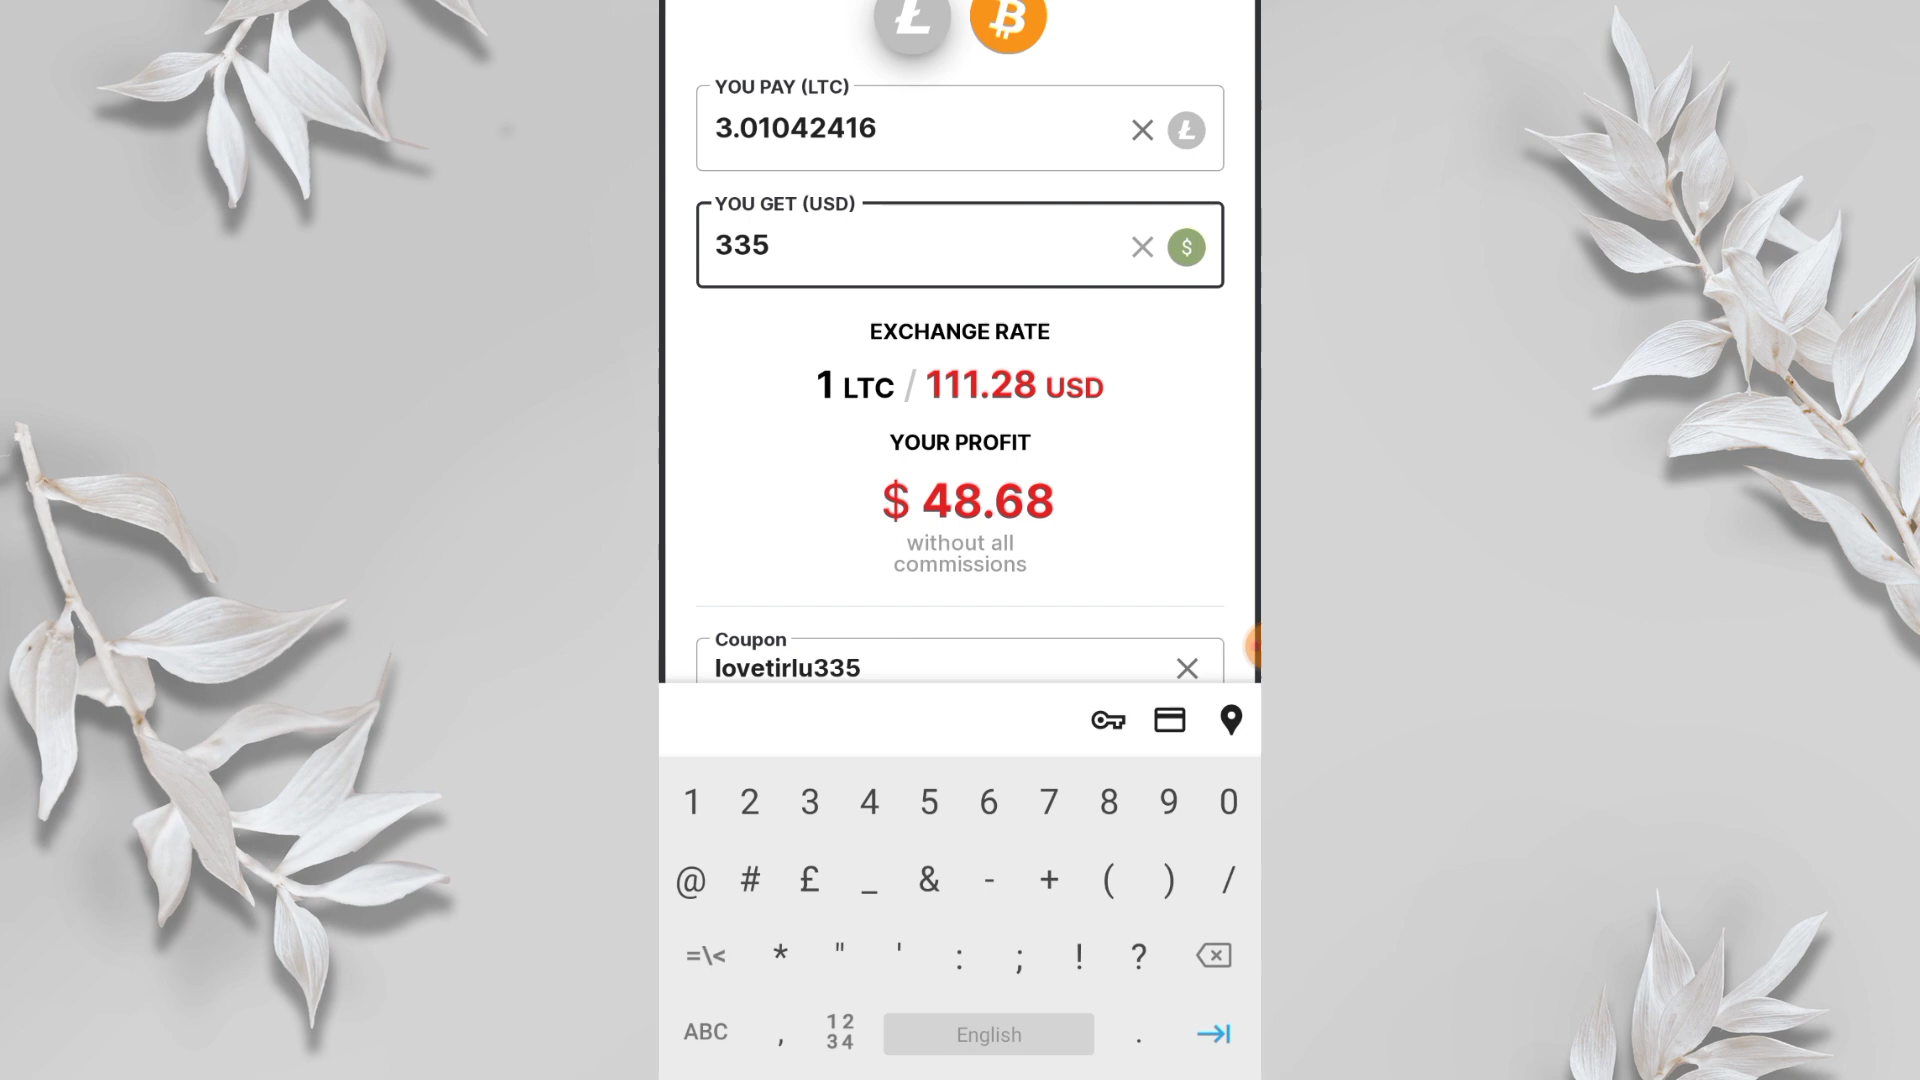 YOU PAY (LTC)
3.01042416
YOU GET (USD)
335
$
EXCHANGE RATE
1 LTC / 111.28 USD
YOUR PROFIT
$ 48.68
without all
commissions
Coupon
lovetirlu335
1 2 3 4 5 6 7 8 9 0
@ # £ _ & - + ( ) /
=\< * " ' : ; ! ?
ABC , 12 34 English .